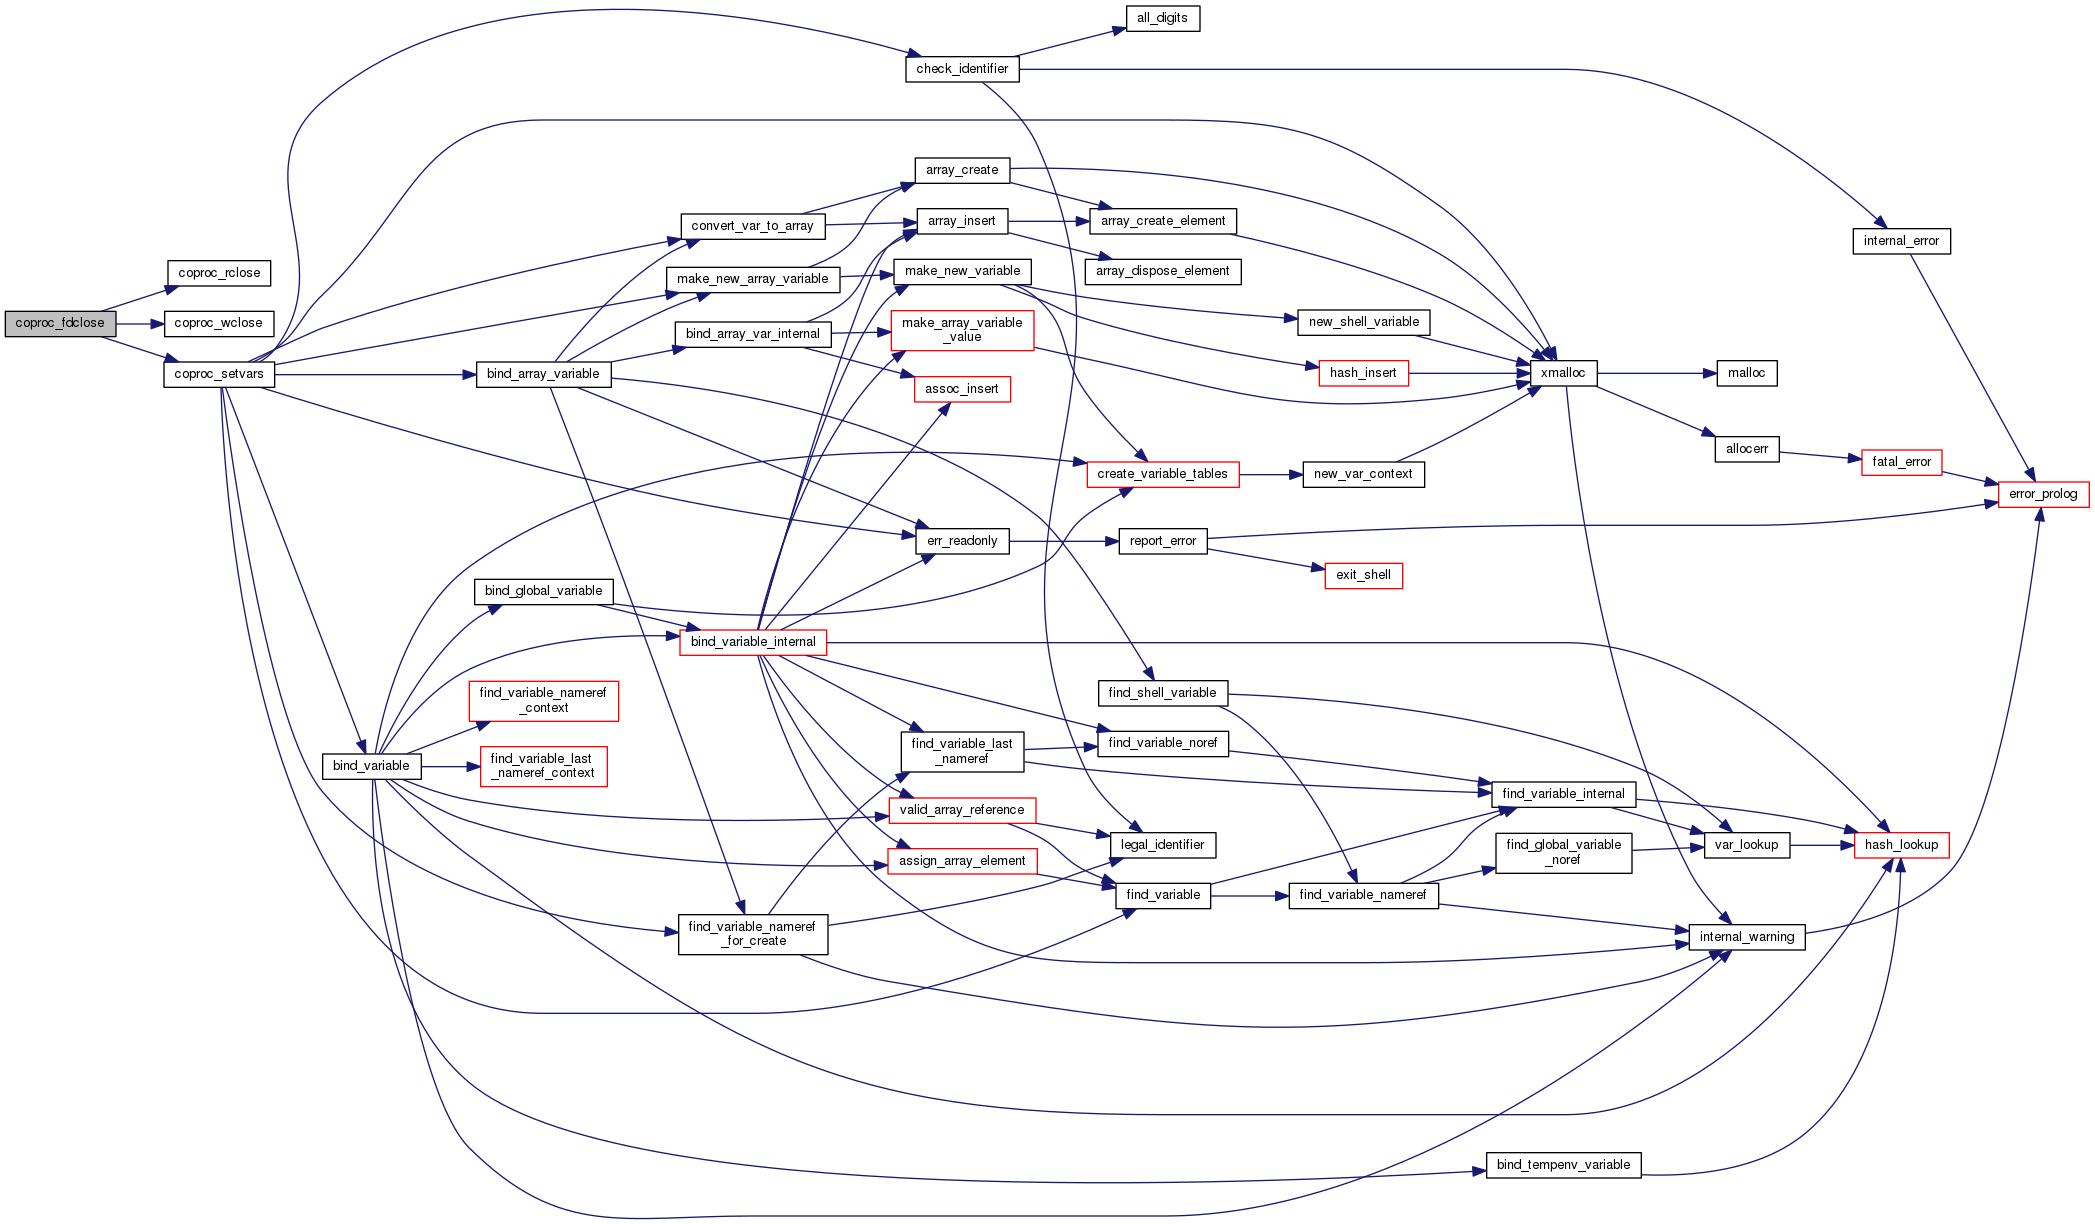 coproc_fdclose
coproc_rclose
coproc_wclose
coproc_setvars
bind_variable
bind_array_variable
bind_global_variable
find_variable_nameref
_context
find_variable_last
_nameref_context
convert_var_to_array
make_new_array_variable
bind_array_var_internal
bind_variable_internal
find_variable_nameref
_for_create
check_identifier
array_create
array_insert
make_new_variable
make_array_variable
_value
assoc_insert
err_readonly
find_variable_last
_nameref
valid_array_reference
assign_array_element
all_digits
array_create_element
array_dispose_element
create_variable_tables
report_error
find_shell_variable
find_variable_noref
legal_identifier
find_variable
new_shell_variable
hash_insert
new_var_context
exit_shell
find_variable_nameref
find_variable_internal
find_global_variable
_noref
bind_tempenv_variable
xmalloc
malloc
allocerr
var_lookup
internal_warning
internal_error
fatal_error
hash_lookup
error_prolog